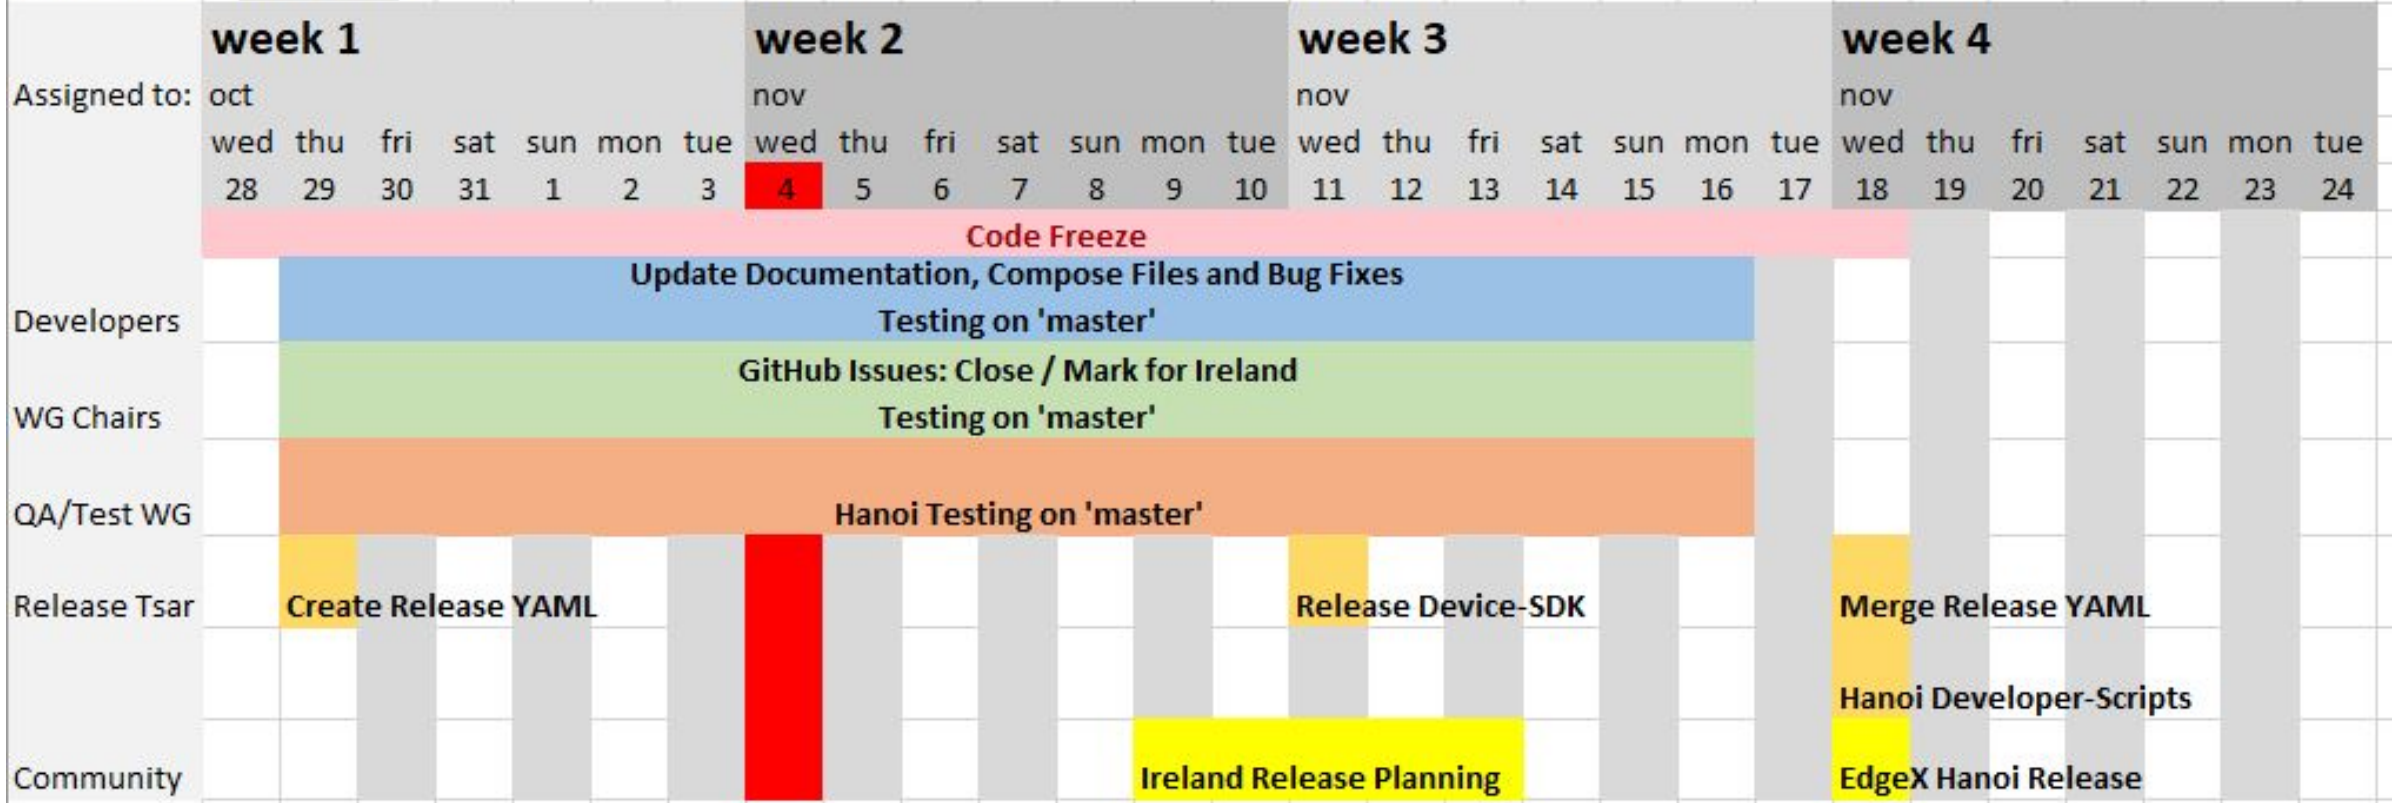 week 1 week 2 week 3 week 4
Assigned to: oct nov nov nov
wed thu fri sat sun mon tue wed thu fri sat sun mon tue wed thu fri sat sun mon tue wed thu fri sat sun mon tue
28 29 30 31 1 2 3 4 5 6 7 8 9 10 11 12 13 14 15 16 17 18 19 20 21 22 23 24
Code Freeze
Update Documentation, Compose Files and Bug Fixes
Developers Testing on 'master'
GitHub Issues: Close / Mark for Ireland
WG Chairs Testing on 'master'
QA/Test WG Hanoi Testing on 'master'
Release Tsar Create Release YAML Release Device-SDK Merge Release YAML
Hanoi Developer-Scripts
Community Ireland Release Planning EdgeX Hanoi Release